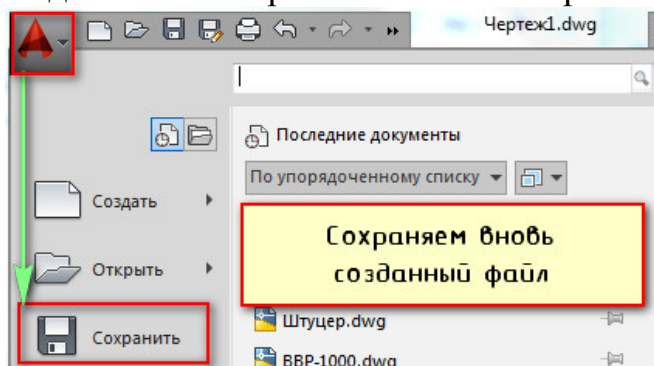 Чертеж1.dwg
Последние документы
По упорядоченному списку
Создать
Сохраняем вновь
созданный файл
Открыть
Штуцер.dwg
Сохранить
ВВР-1000.dwg